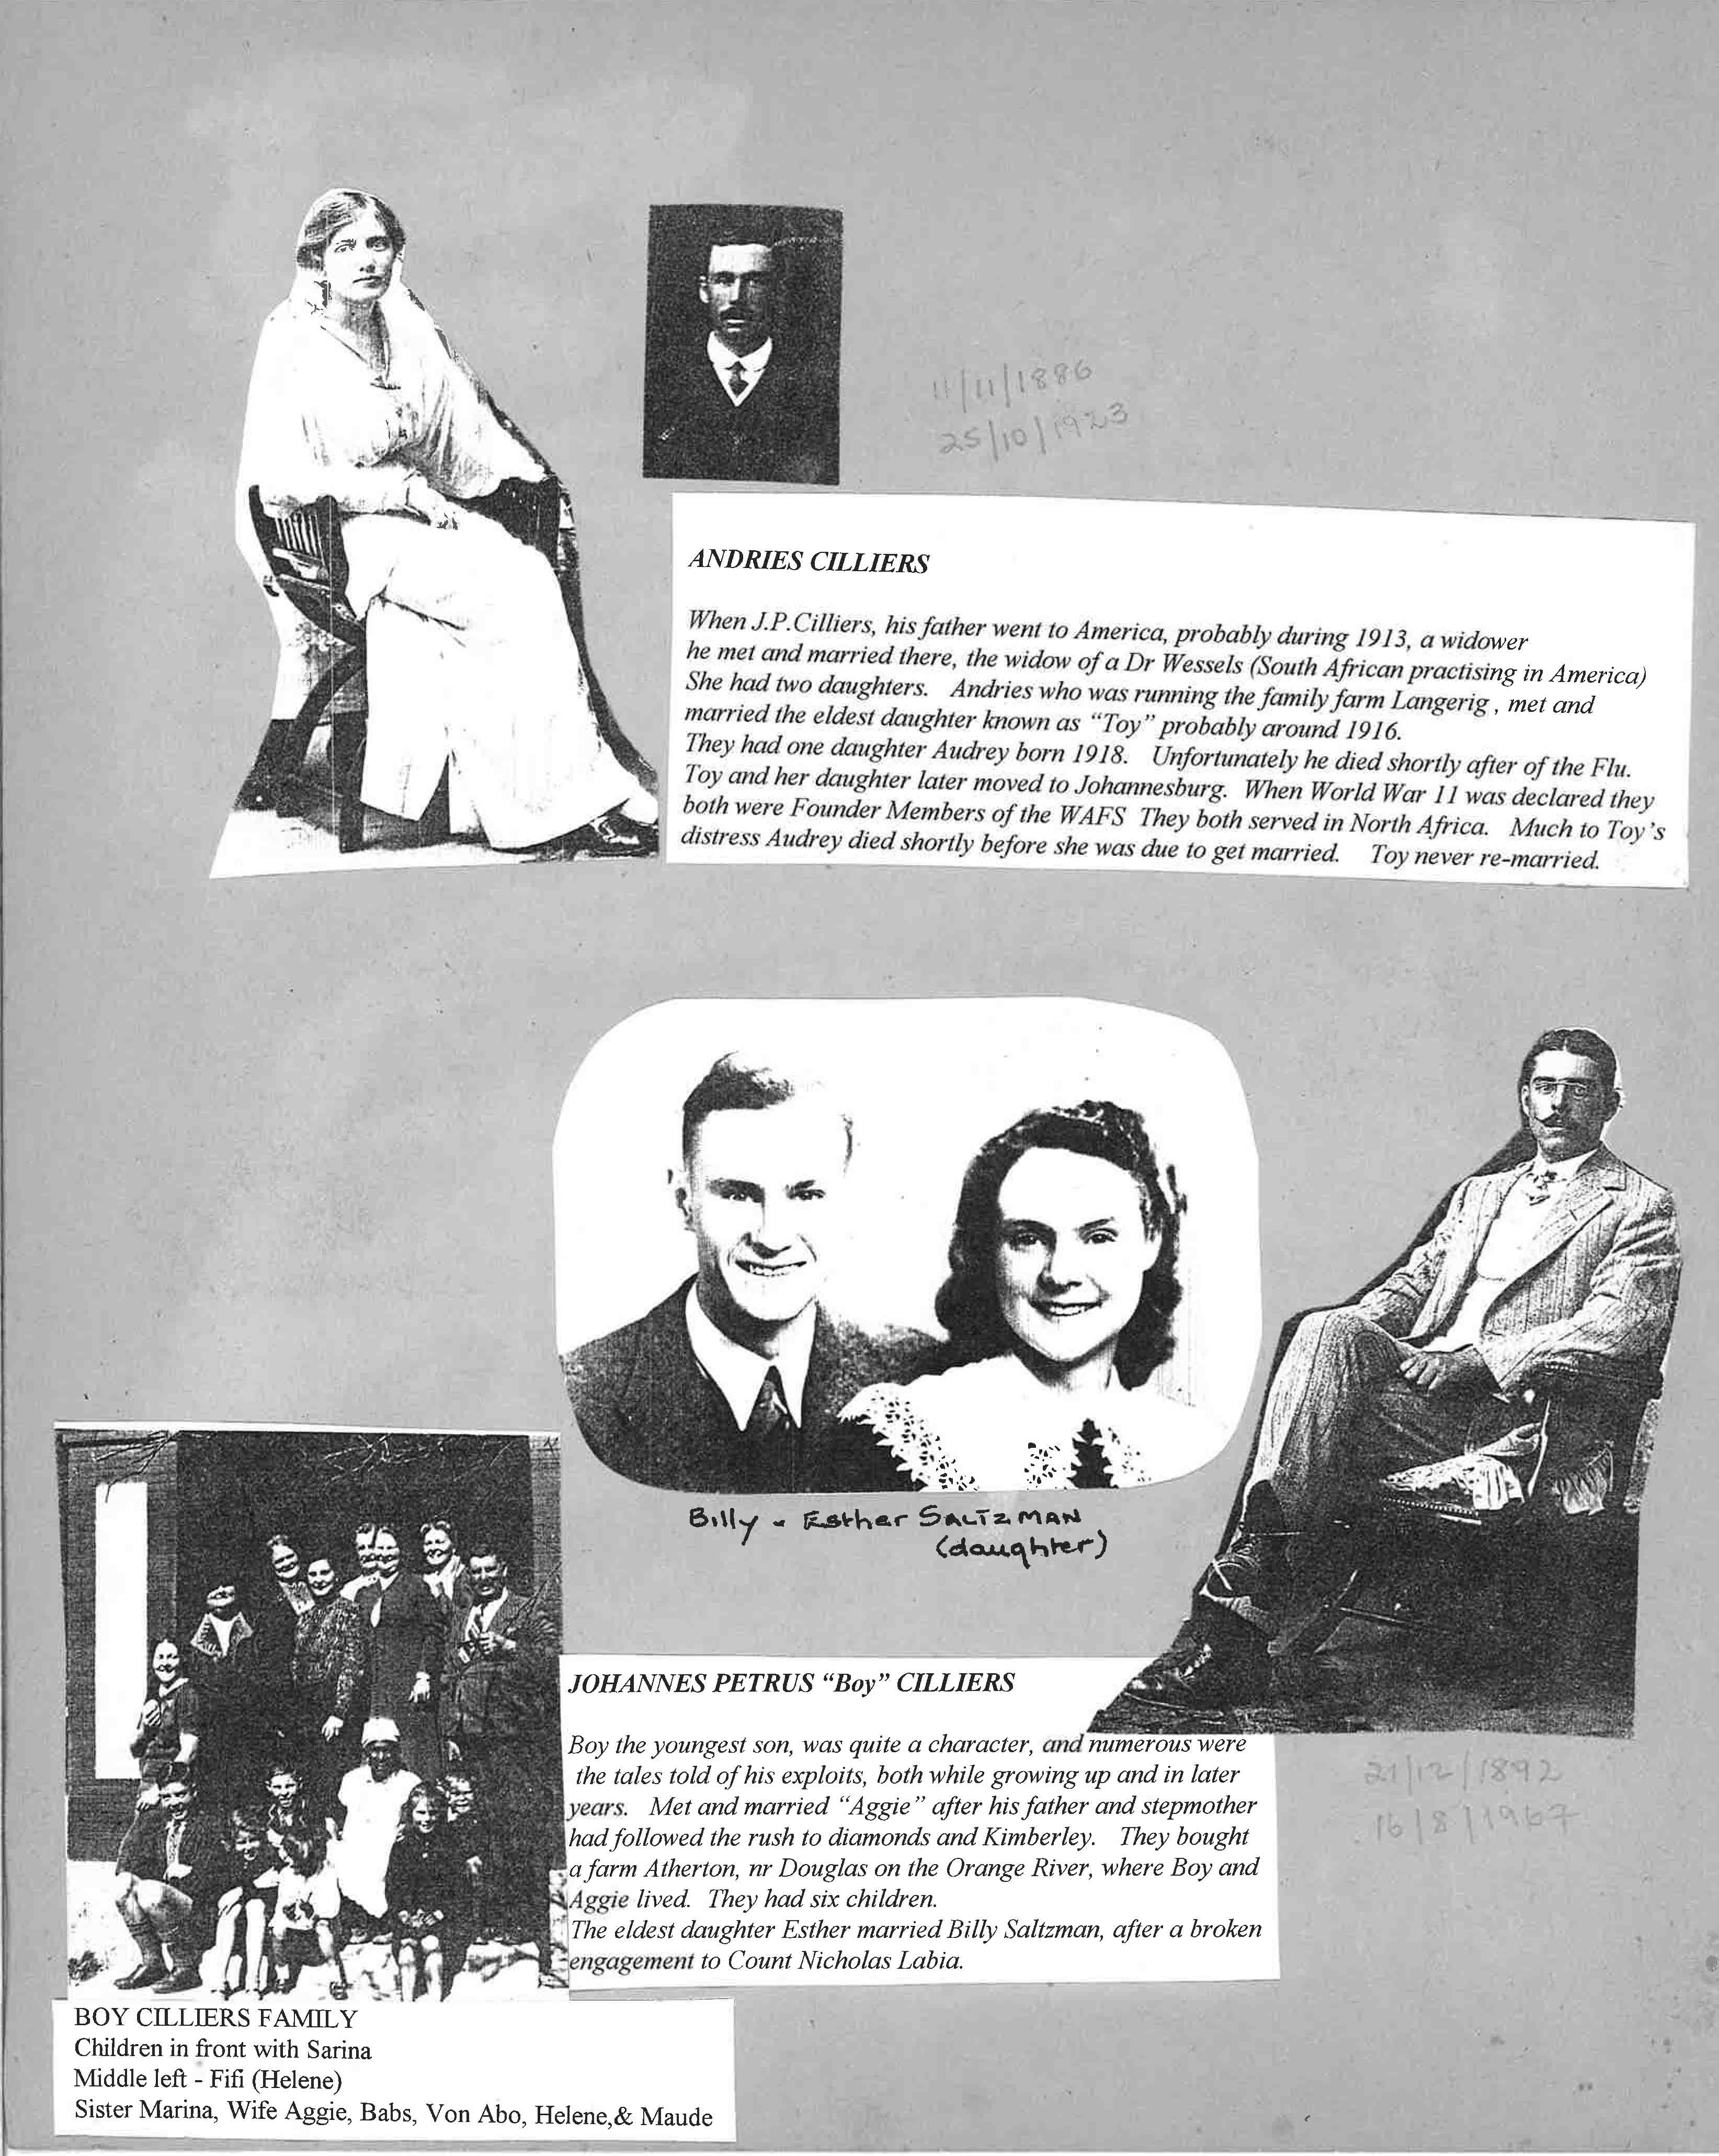 11/11/1886
25/10/1923
ANDRIES CILLIERS
When J.P.Cilliers, his father went to America, probably during 1913, a widower
he met and married there, the widow of a Dr Wessels (South African practising in America)
She had two daughters. Andries who was running the family farm Langerig , met and
married the eldest daughter known as “Toy” probably around 1916.
They had one daughter Audrey born 1918. Unfortunately he died shortly after of the Flu.
Toy and her daughter later moved to Johannesburg. When World War 11 was declared they
both were Founder Members of the WAFS They both served in North Africa. Much to Toy’s
distress Audrey died shortly before she was due to get married. Toy never re-married.
Billy - Esther SALTZMAN
(daughter)
JOHANNES PETRUS “Boy” CILLIERS
Boy the youngest son, was quite a character, and numerous were
the tales told of his exploits, both while growing up and in later
years. Met and married “Aggie” after his father and stepmother
had followed the rush to diamonds and Kimberley. They bought
a farm Atherton, nr Douglas on the Orange River, where Boy and
Aggie lived. They had six children.
The eldest daughter Esther married Billy Saltzman, after a broken
engagement to Count Nicholas Labia.
21/12/1892
16/8/1967
BOY CILLIERS FAMILY
Children in front with Sarina
Middle left - Fifi (Helene)
Sister Marina, Wife Aggie, Babs, Von Abo, Helene,& Maude